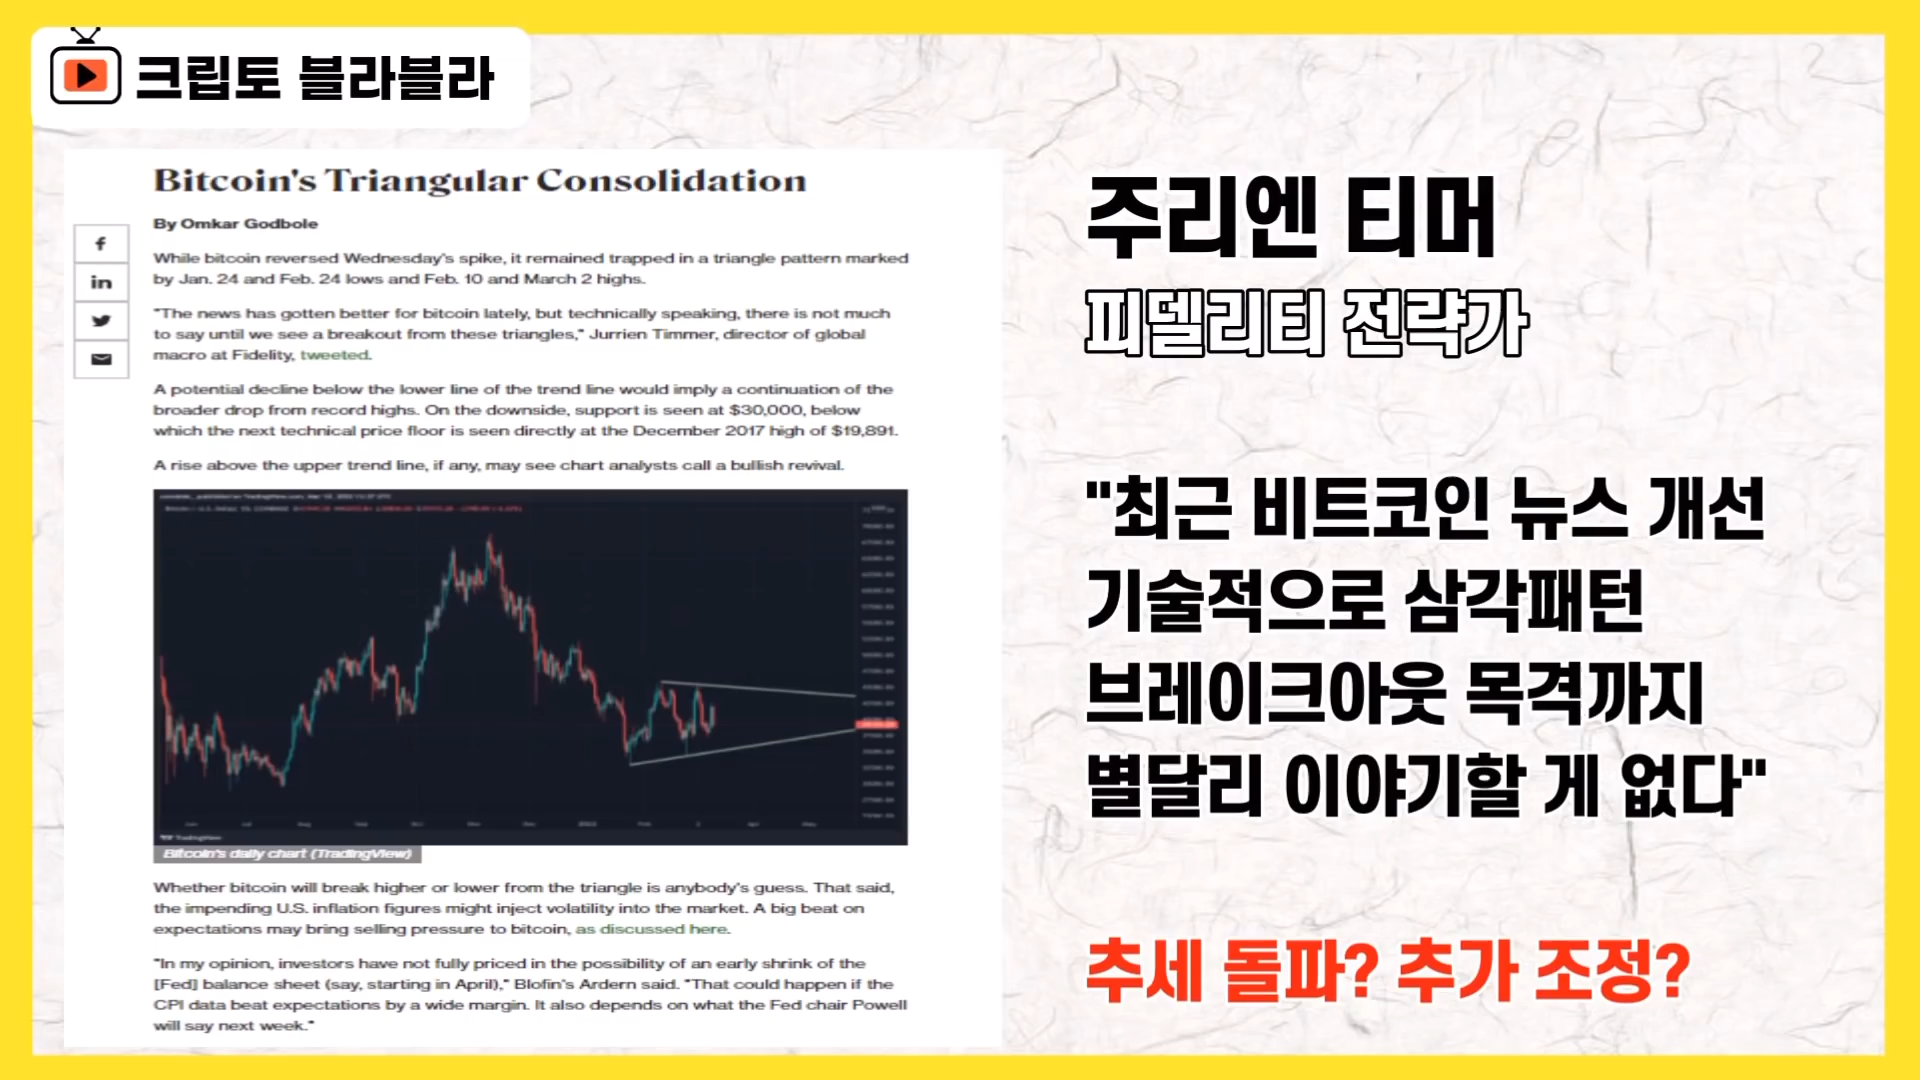 크립토 블라블라
Bitcoin's Triangular Consolidation
By Omkar Godbole
While bitcoin reversed Wednesday's spike, it remained trapped in a triangle pattern marked
by Jan. 24 and Feb. 24 lows and Feb. 10 and March 2 highs.
"The news has gotten better for bitcoin lately, but technically speaking, there is not much
to say until we see a breakout from these triangles," Jurrien Timmer, director of global
macro at Fidelity, tweeted.
A potential decline below the lower line of the trend line would imply a continuation of the
broader drop from record highs. On the downside, support is seen at $30,000, below
which the next technical price floor is seen directly at the December 2017 high of $19,891.
A rise above the upper trend line, if any, may see chart analysts call a bullish revival.
TradingView
Bitcoin's daily chart (TradingView)
Whether bitcoin will break higher or lower from the triangle is anybody's guess. That said,
the impending U.S. inflation figures might inject volatility into the market. A big beat on
expectations may bring selling pressure to bitcoin, as discussed here.
"In my opinion, investors have not fully priced in the possibility of an early shrink of the
[Fed] balance sheet (say, starting in April)," Blofin's Ardern said. "That could happen if the
CPI data beat expectations by a wide margin. It also depends on what the Fed chair Powell
will say next week."
주리엔 티머
피델리티 전략가
"최근 비트코인 뉴스 개선
기술적으로 삼각패턴
브레이크아웃 목격까지
별달리 이야기할 게 없다"
추세 돌파? 추가 조정?